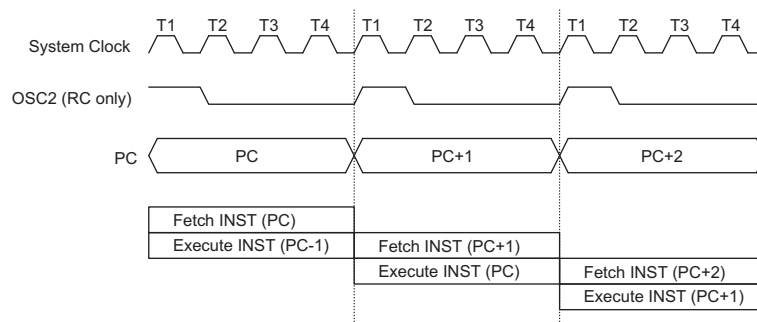 T1 T2 T3 T4 T1 T2 T3 T4 T1 T2 T3 T4
System Clock
OSC2 (RC only)
PC PC PC+1 PC+2
Fetch INST (PC)
Execute INST (PC-1) Fetch INST (PC+1)
Execute INST (PC) Fetch INST (PC+2)
Execute INST (PC+1)